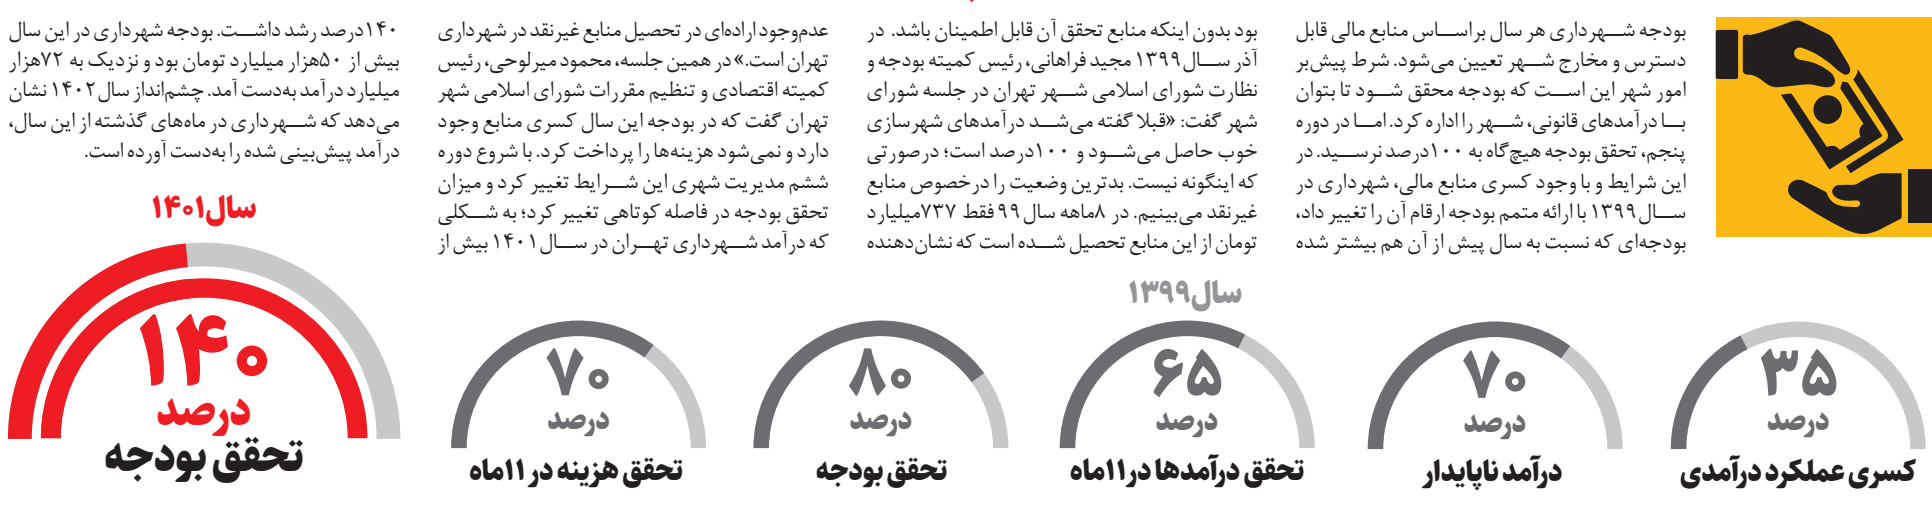 بودجه شهرداری هر سال براساس منابع مالی قابل
دسترس و مخارج شهر تعیین می‌شود. شرط پیش‌بر
امور شهر این است که بودجه محقق شود تا بتوان
با درآمدهای قانونی، شهر را اداره کرد. اما در دوره
پنجم، تحقق بودجه هیچ‌گاه به ۱۰۰درصد نرسید. در
این شرایط و با وجود کسری منابع مالی، شهرداری در
سال۱۳۹۹ با ارائه متمم بودجه ارقام آن را تغییر داد،
بودجه‌ای که نسبت به سال پیش از آن هم بیشتر شده
بود بدون اینکه منابع تحقق آن قابل اطمینان باشد. در
آذر سال۱۳۹۹ مجید فراهانی، رئیس کمیته بودجه و
نظارت شورای اسلامی شهر تهران در جلسه شورای
شهر گفت: «قبلا گفته می‌شد درآمدهای شهرسازی
خوب حاصل می‌شود و ۱۰۰درصد است؛ درصورتی
که اینگونه نیست. بدترین وضعیت را درخصوص منابع
غیرنقد می‌بینیم. در ۸ماهه سال ۹۹ فقط ۷۳۷میلیارد
تومان از این منابع تحصیل شده است که نشان‌دهنده
عدم‌وجود اراده‌ای در تحصیل منابع غیرنقد در شهرداری
تهران است.» در همین جلسه، محمود میرلوحی، رئیس
کمیته اقتصادی و تنظیم مقررات شورای اسلامی شهر
تهران گفت که در بودجه این سال کسری منابع وجود
دارد و نمی‌شود هزینه‌ها را پرداخت کرد. با شروع دوره
ششم مدیریت شهری این شرایط تغییر کرد و میزان
تحقق بودجه در فاصله کوتاهی تغییر کرد؛ به شکلی
که درآمد شهرداری تهران در سال ۱۴۰۱ بیش از
۱۴۰درصد رشد داشت. بودجه شهرداری در این سال
بیش از ۵۰هزار میلیارد تومان بود و نزدیک به ۷۲هزار
میلیارد درآمد به‌دست آمد. چشم‌انداز سال۱۴۰۲ نشان
می‌دهد که شهرداری در ماه‌های گذشته از این سال،
درآمد پیش‌بینی شده را به‌دست آورده است.
سال۱۳۹۹
۳۵
درصد
کسری عملکرد درآمدی
۷۰
درصد
درآمد ناپایدار
۶۵
درصد
تحقق درآمدها در۱۱ماه
۸۰
درصد
تحقق بودجه
۷۰
درصد
تحقق هزینه در۱۱ماه
سال۱۴۰۱
۱۴۰
درصد
تحقق بودجه